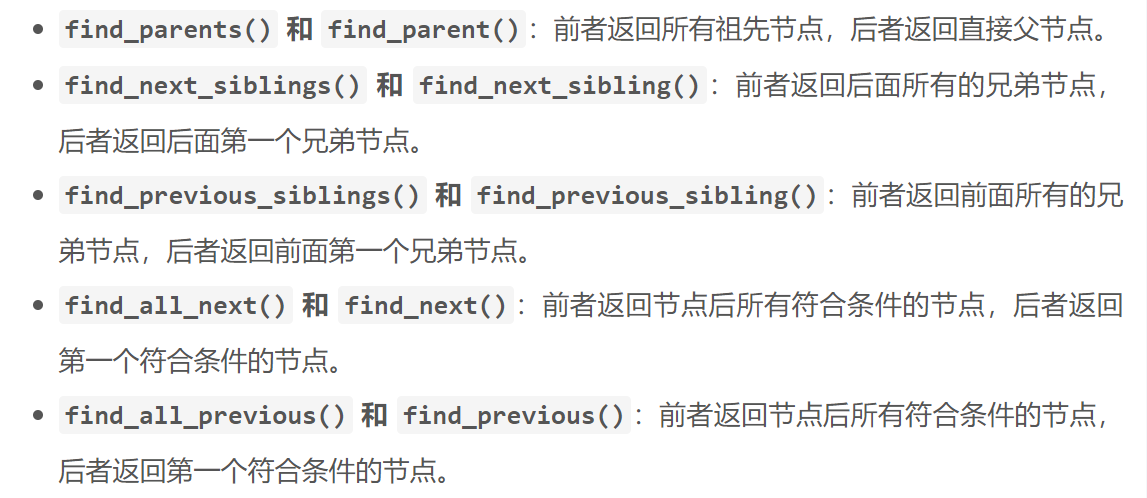 find_parents() 和 find_parent()：前者返回所有祖先节点，后者返回直接父节点。
find_next_siblings() 和 find_next_sibling()：前者返回后面所有的兄弟节点，
后者返回后面第一个兄弟节点。
find_previous_siblings() 和 find_previous_sibling()：前者返回前面所有的兄
弟节点，后者返回前面第一个兄弟节点。
find_all_next() 和 find_next()：前者返回节点后所有符合条件的节点，后者返回
第一个符合条件的节点。
find_all_previous() 和 find_previous()：前者返回节点后所有符合条件的节点，
后者返回第一个符合条件的节点。